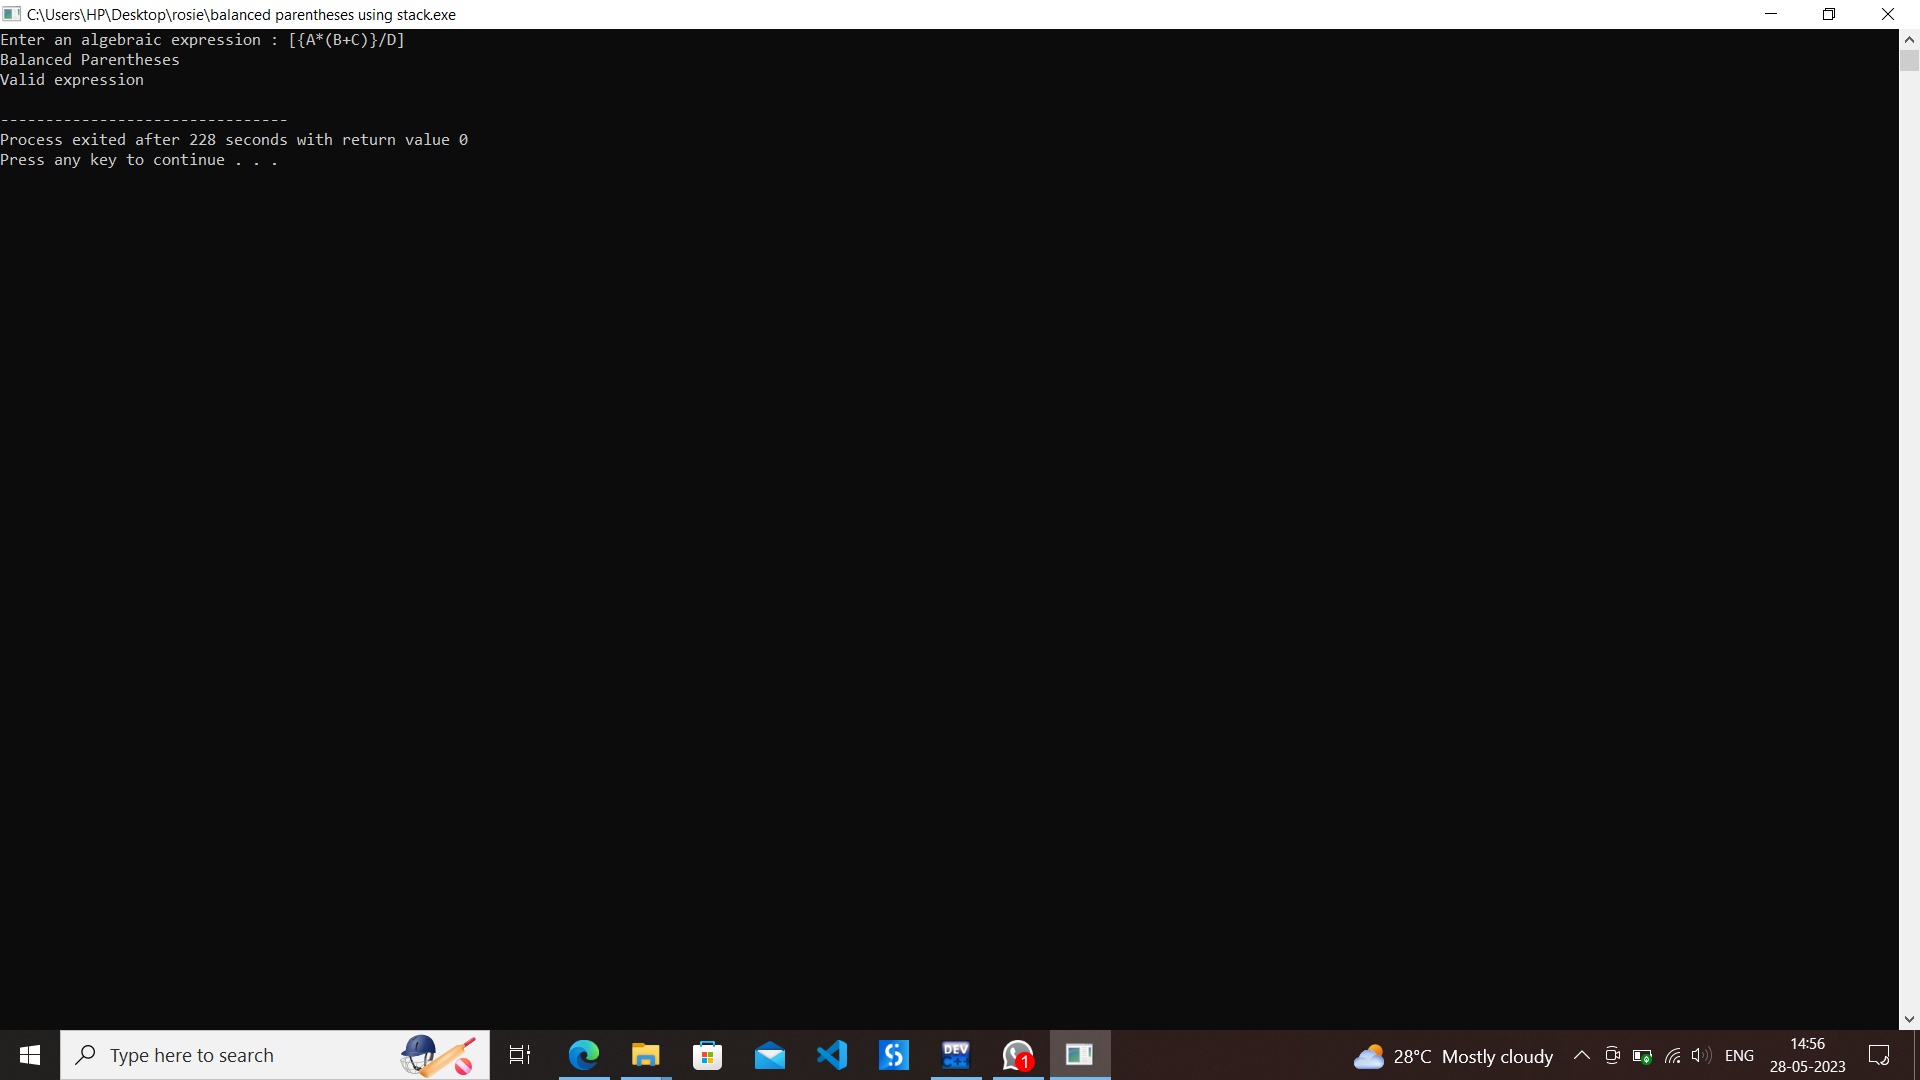 C:\Users\HP\Desktop\rosie\balanced parentheses using stack.exe
Enter an algebraic expression : [{A*(B+C)}/D]
Balanced Parentheses
Valid expression
--------------------------------
Process exited after 228 seconds with return value 0
Press any key to continue . . .
Type here to search
DEV
C++
1
28°C Mostly cloudy
ENG
14:56
28-05-2023